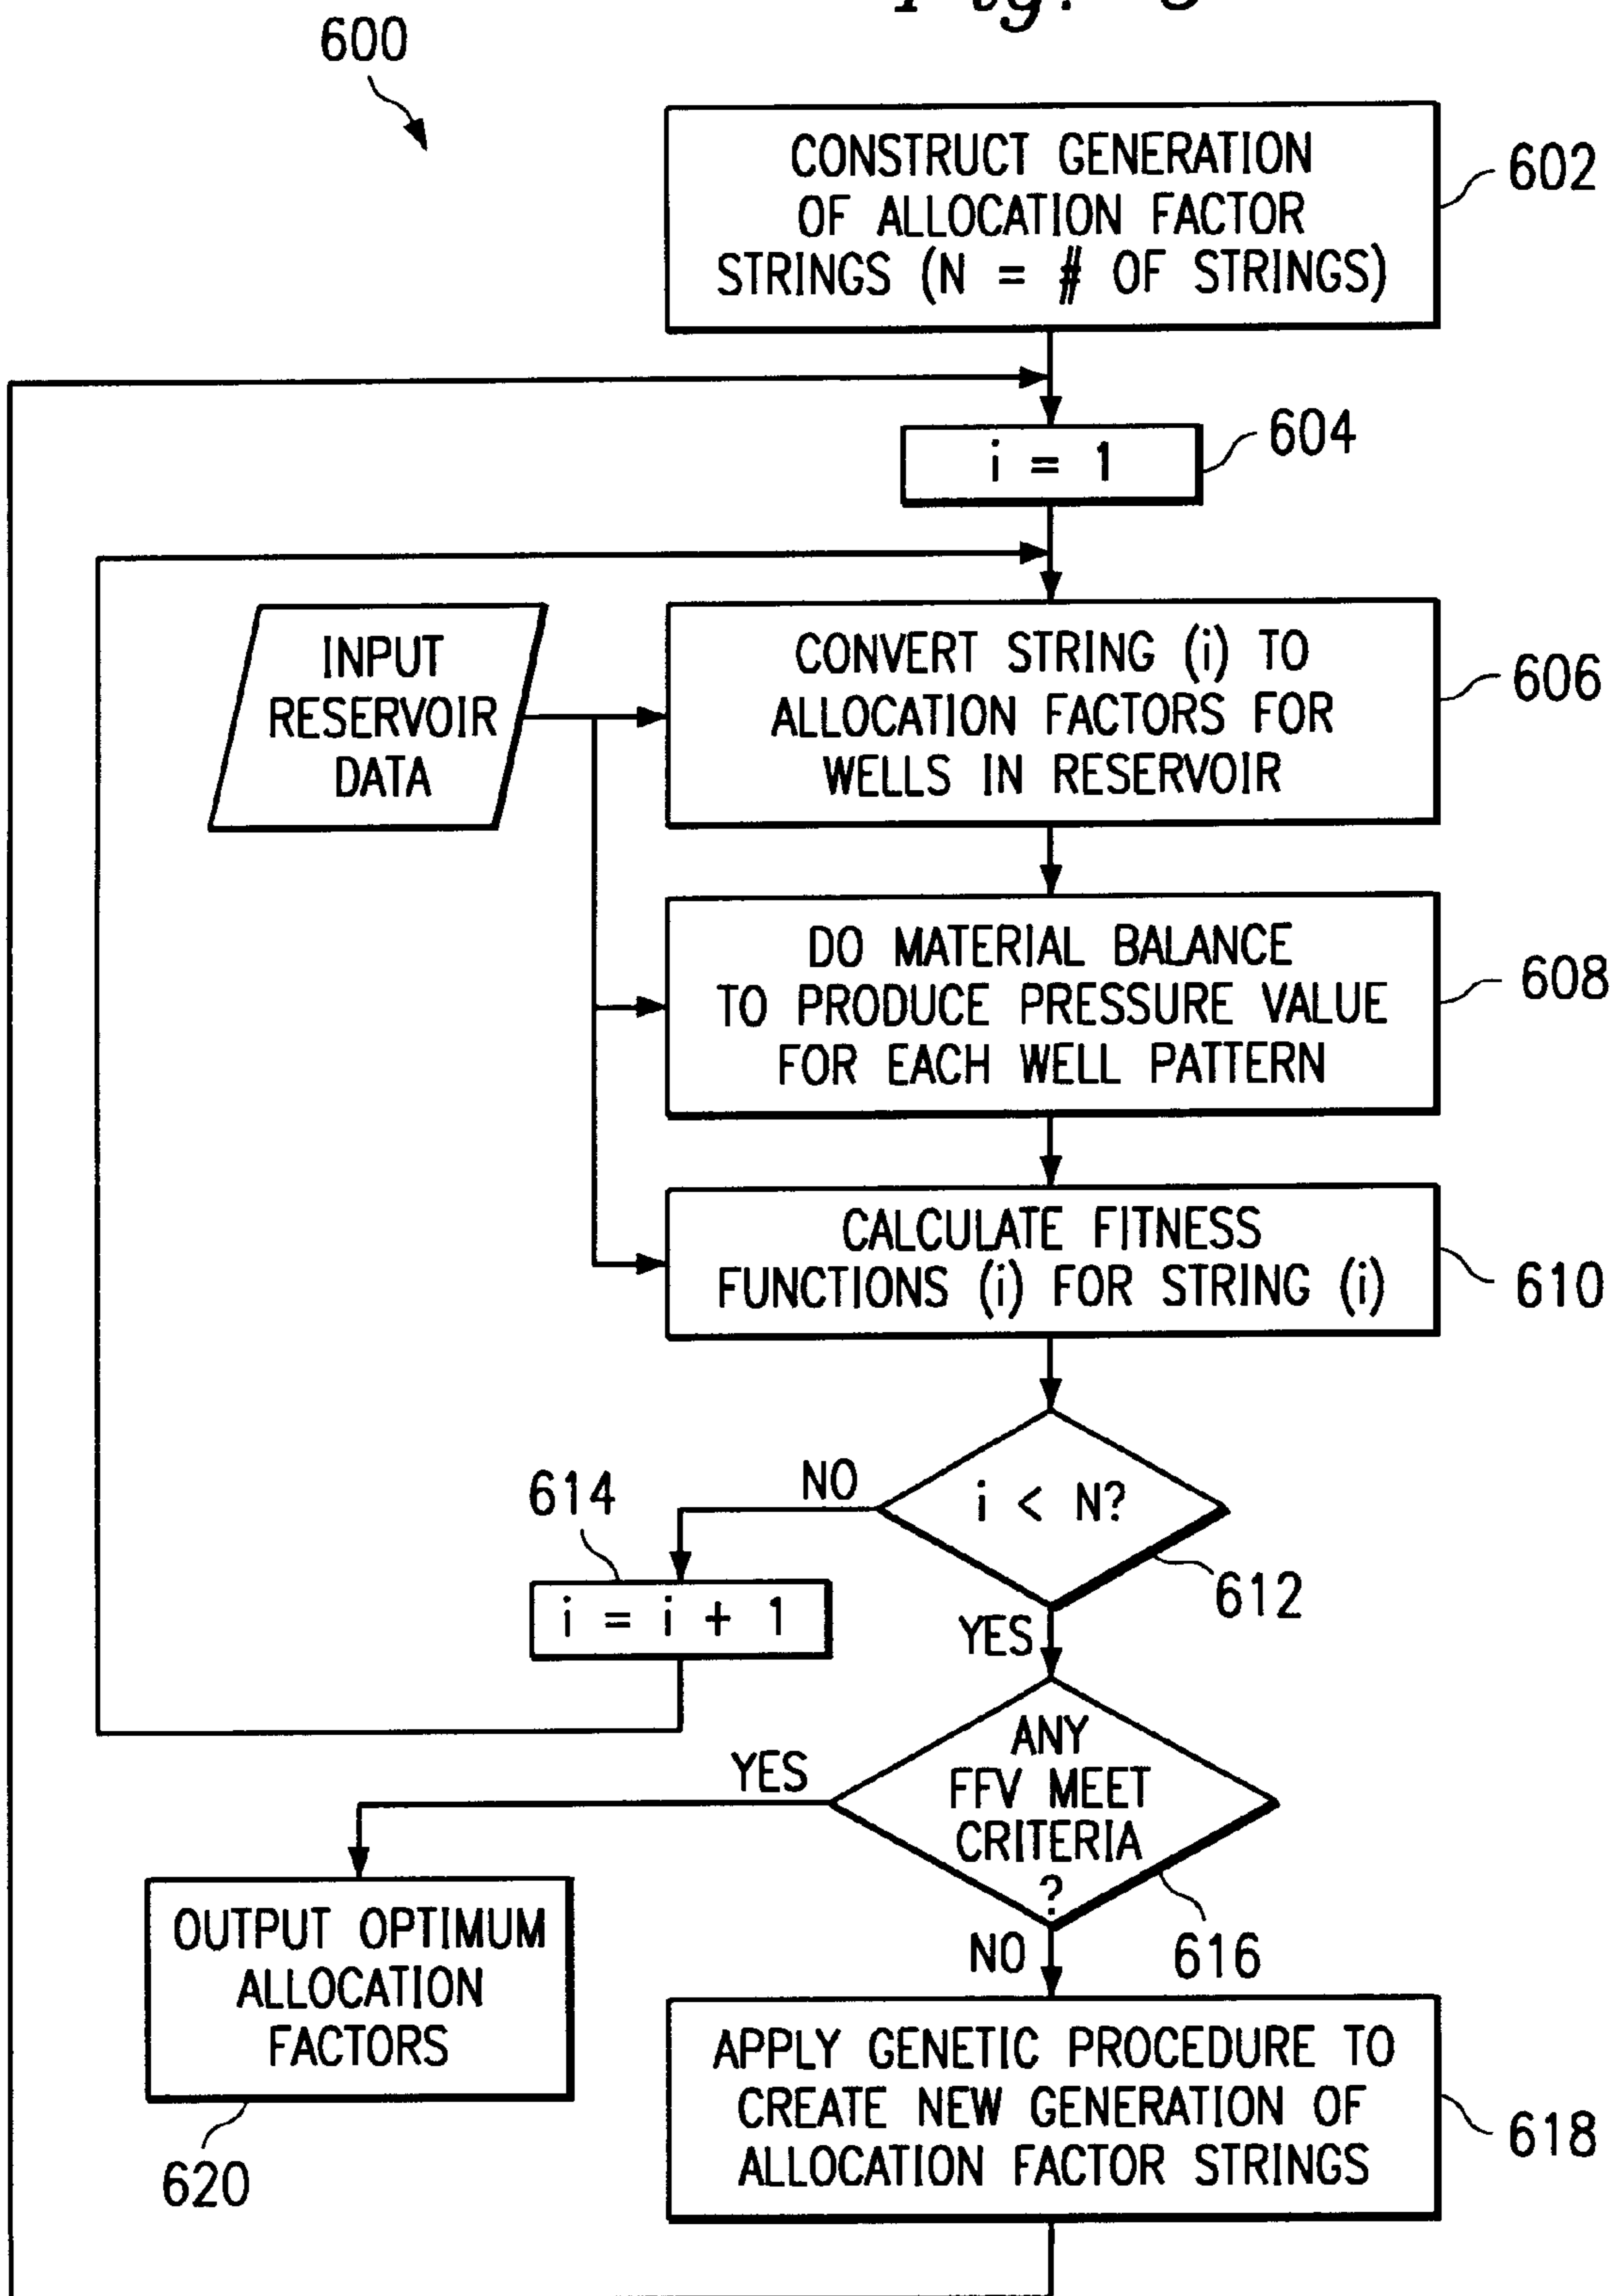 600
CONSTRUCT GENERATION
OF ALLOCATION FACTOR
STRINGS (N = # OF STRINGS)
602
i = 1
604
INPUT
RESERVOIR
DATA
CONVERT STRING (i) TO
ALLOCATION FACTORS FOR
WELLS IN RESERVOIR
606
DO MATERIAL BALANCE
TO PRODUCE PRESSURE VALUE
FOR EACH WELL PATTERN
608
CALCULATE FITNESS
FUNCTIONS (i) FOR STRING (i)
610
i < N?
612
NO
614
i = i + 1
YES
ANY
FFV MEET
CRITERIA
?
616
YES
OUTPUT OPTIMUM
ALLOCATION
FACTORS
620
NO
APPLY GENETIC PROCEDURE TO
CREATE NEW GENERATION OF
ALLOCATION FACTOR STRINGS
618